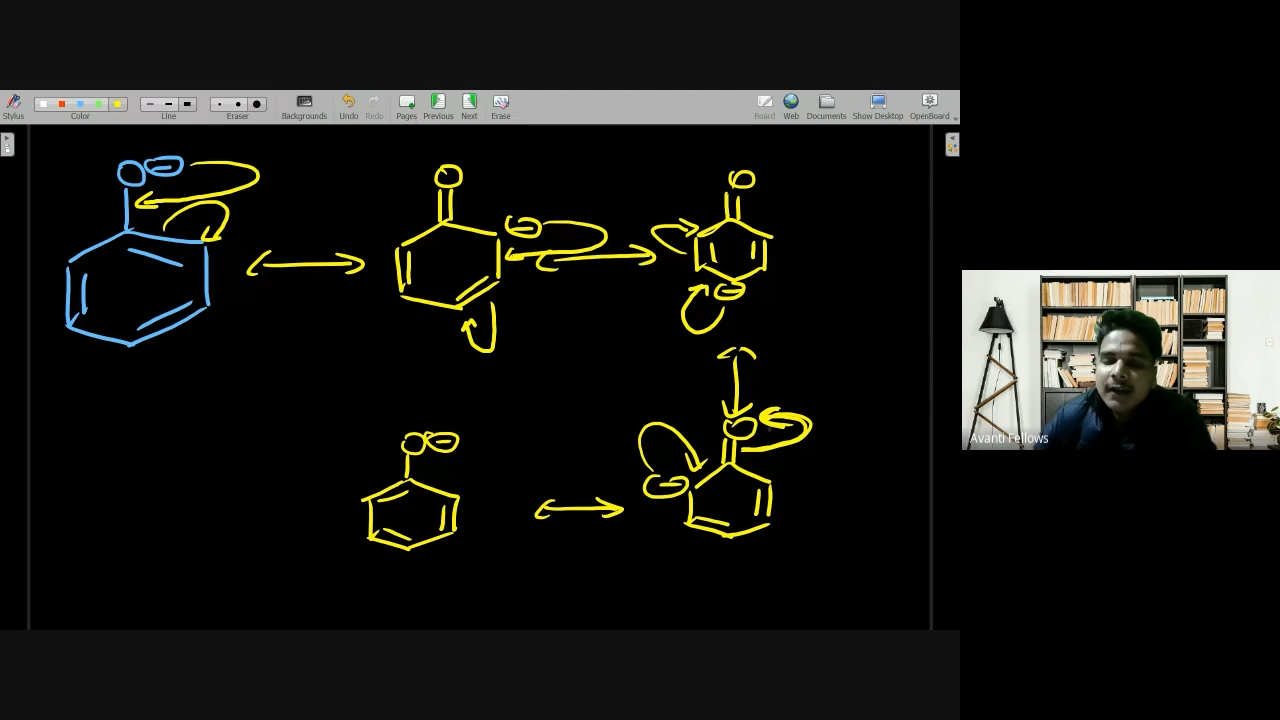 Stylus Color Line Eraser Backgrounds Undo Redo Pages Previous Next Erase Board Web Documents Show Desktop OpenBoard
O⊖
O
O
⊖
⊖
O
O⊖
⊖
Avanti Fellows